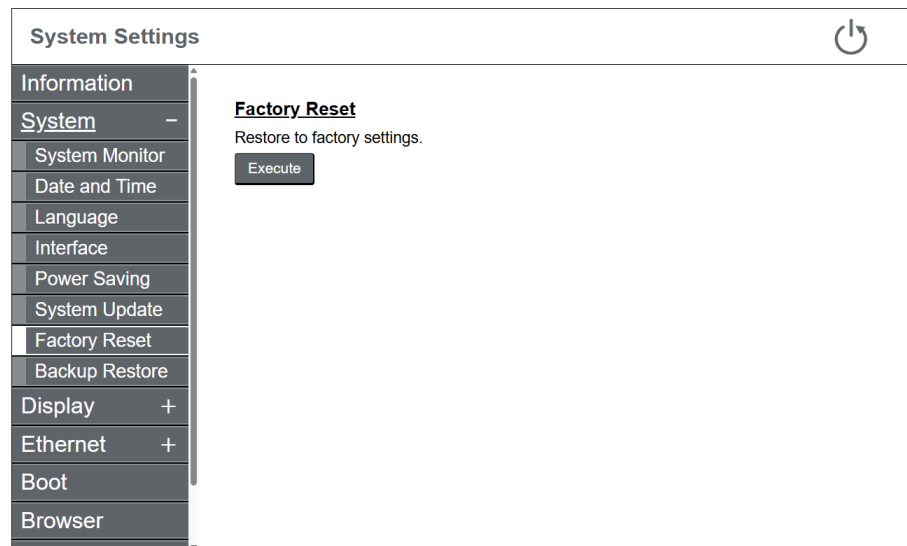 System Settings
Information
System −
System Monitor
Date and Time
Language
Interface
Power Saving
System Update
Factory Reset
Backup Restore
Display +
Ethernet +
Boot
Browser
Factory Reset
Restore to factory settings.
Execute